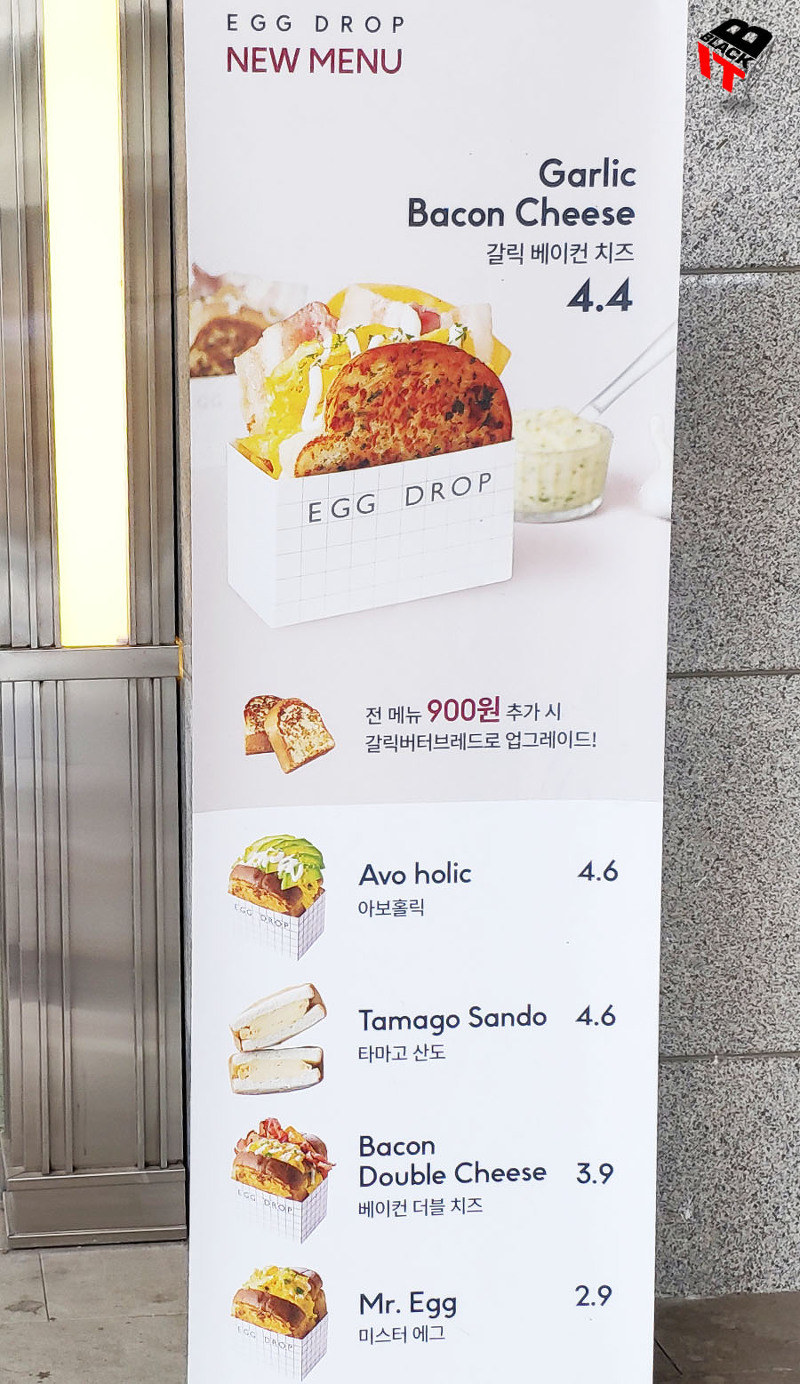 EGG DROP
NEW MENU
BLACK
B
IT
Garlic
Bacon Cheese
갈릭 베이컨 치즈
4.4
EGG DROP
전 메뉴 900원 추가 시
갈릭버터브레드로 업그레이드!
Avo holic 4.6
아보홀릭
EGG DROP
Tamago Sando 4.6
타마고 산도
Bacon
Double Cheese 3.9
베이컨 더블 치즈
EGG DROP
Mr. Egg 2.9
미스터 에그
EGG DROP